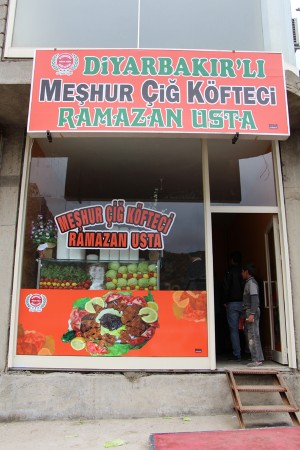 DİYARBAKIR'LI
MEŞHUR ÇİĞ KÖFTECİ
RAMAZAN USTA
MEŞHUR ÇİĞ KÖFTECİ
RAMAZAN USTA